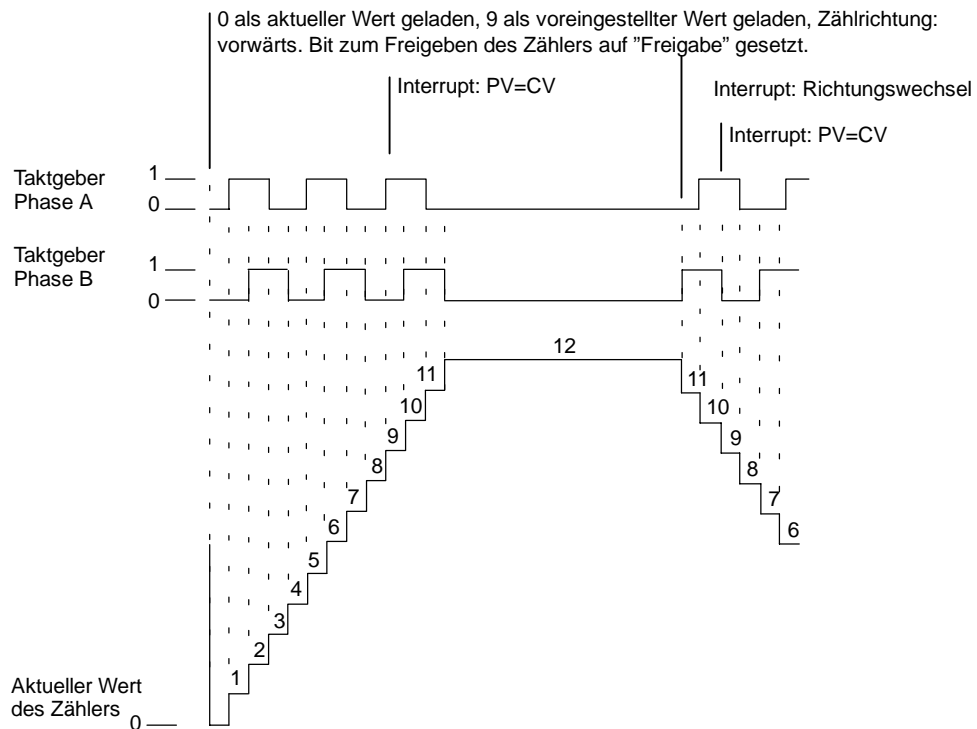 0 als aktueller Wert geladen, 9 als voreingestellter Wert geladen, Zählrichtung:
vorwärts. Bit zum Freigeben des Zählers auf ”Freigabe” gesetzt.
Interrupt: PV=CV
Interrupt: Richtungswechsel
Interrupt: PV=CV
Taktgeber
Phase A
1
0
Taktgeber
Phase B
1
0
12
11
11
10
10
9
9
8
8
7
7
6
6
5
4
3
2
1
Aktueller Wert
des Zählers
0